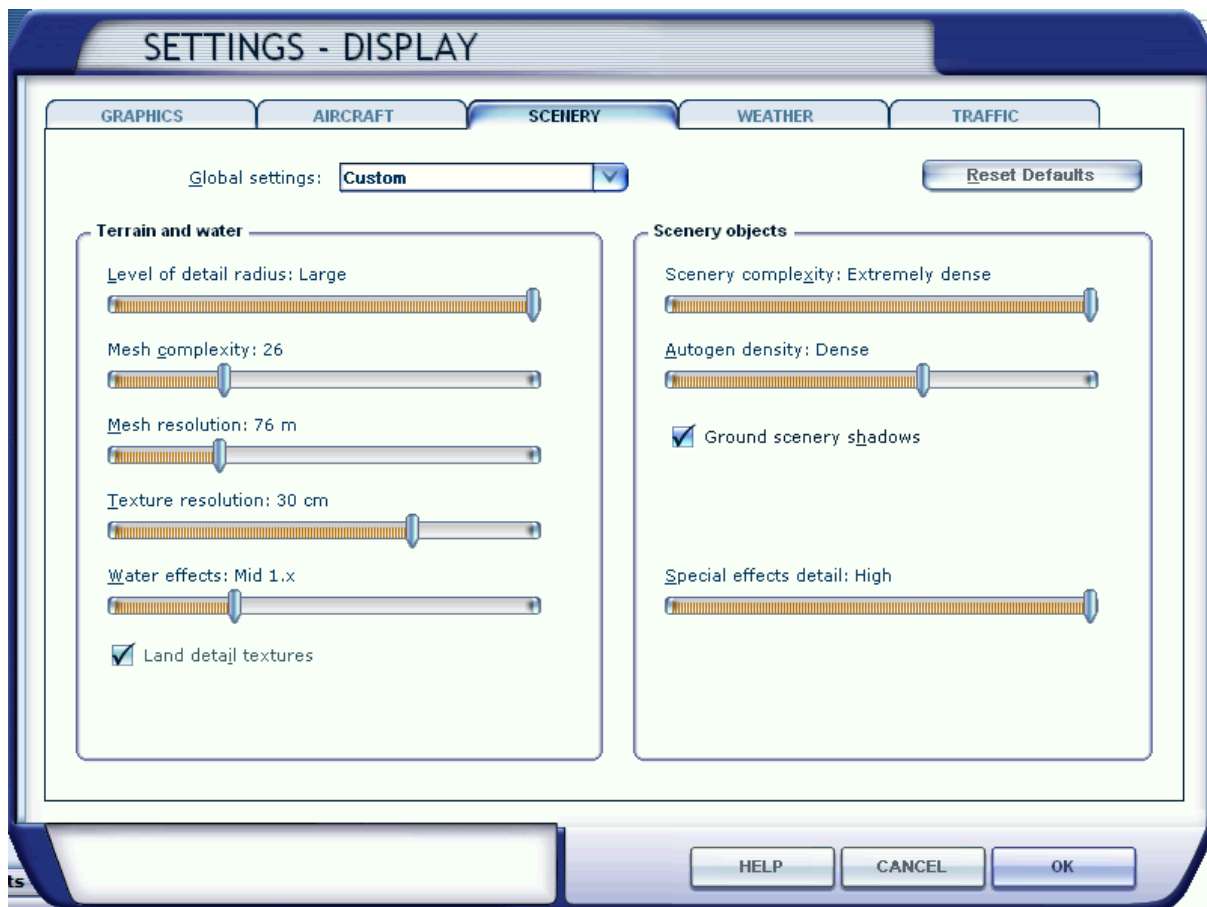 SETTINGS - DISPLAY
GRAPHICS AIRCRAFT SCENERY WEATHER TRAFFIC
Global settings: Custom Reset Defaults
Terrain and water
Level of detail radius: Large
Mesh complexity: 26
Mesh resolution: 76 m
Texture resolution: 30 cm
Water effects: Mid 1.x
Land detail textures
Scenery objects
Scenery complexity: Extremely dense
Autogen density: Dense
Ground scenery shadows
Special effects detail: High
ts
HELP CANCEL OK